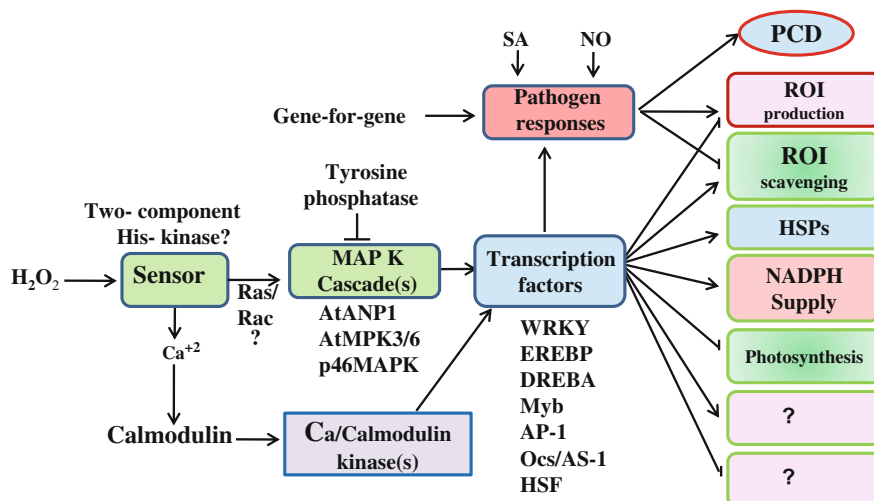 SA
NO
PCD
Gene-for-gene
Pathogen
responses
ROI
production
ROI
scavenging
Tyrosine
phosphatase
Two- component
His- kinase?
H₂O₂
Sensor
Ras/
Rac
?
MAP K
Cascade(s)
AtANP1
AtMPK3/6
p46MAPK
Transcription
factors
WRKY
EREBP
DREBA
Myb
AP-1
Ocs/AS-1
HSF
HSPs
NADPH
Supply
Photosynthesis
?
?
Ca⁺²
Calmodulin
Ca/Calmodulin
kinase(s)